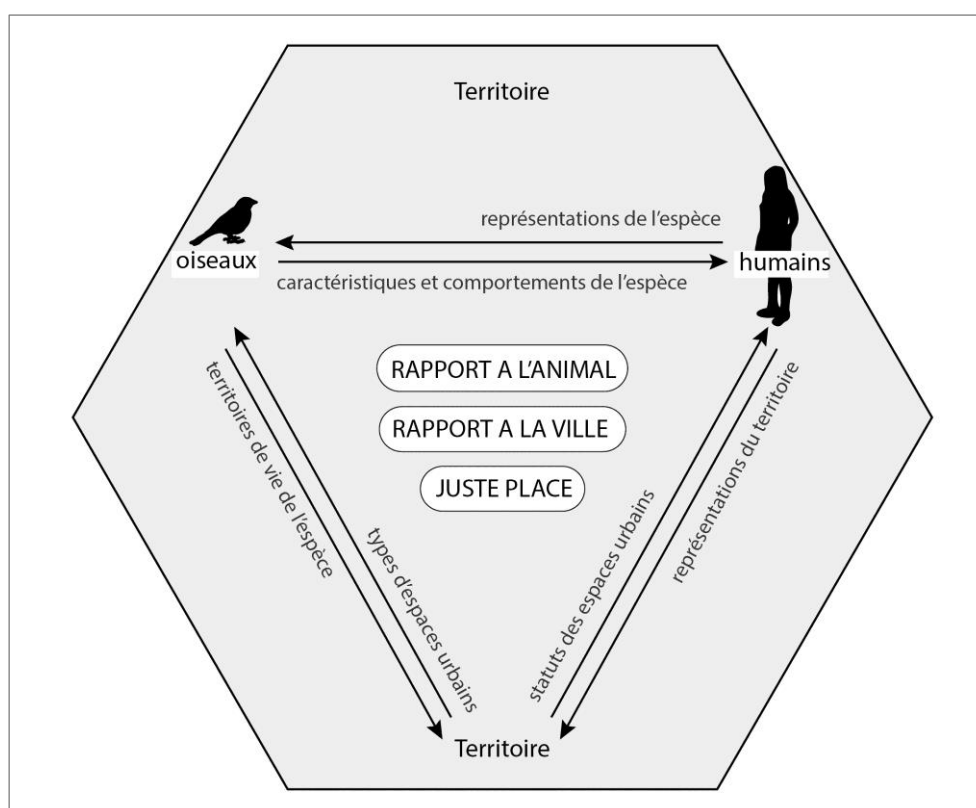 Territoire
représentations de l'espèce
oiseaux
humains
caractéristiques et comportements de l'espèce
RAPPORT A L'ANIMAL
RAPPORT A LA VILLE
JUSTE PLACE
territoires de vie de l'espèce
types d'espaces urbains
statuts des espaces urbains
représentations du territoire
Territoire